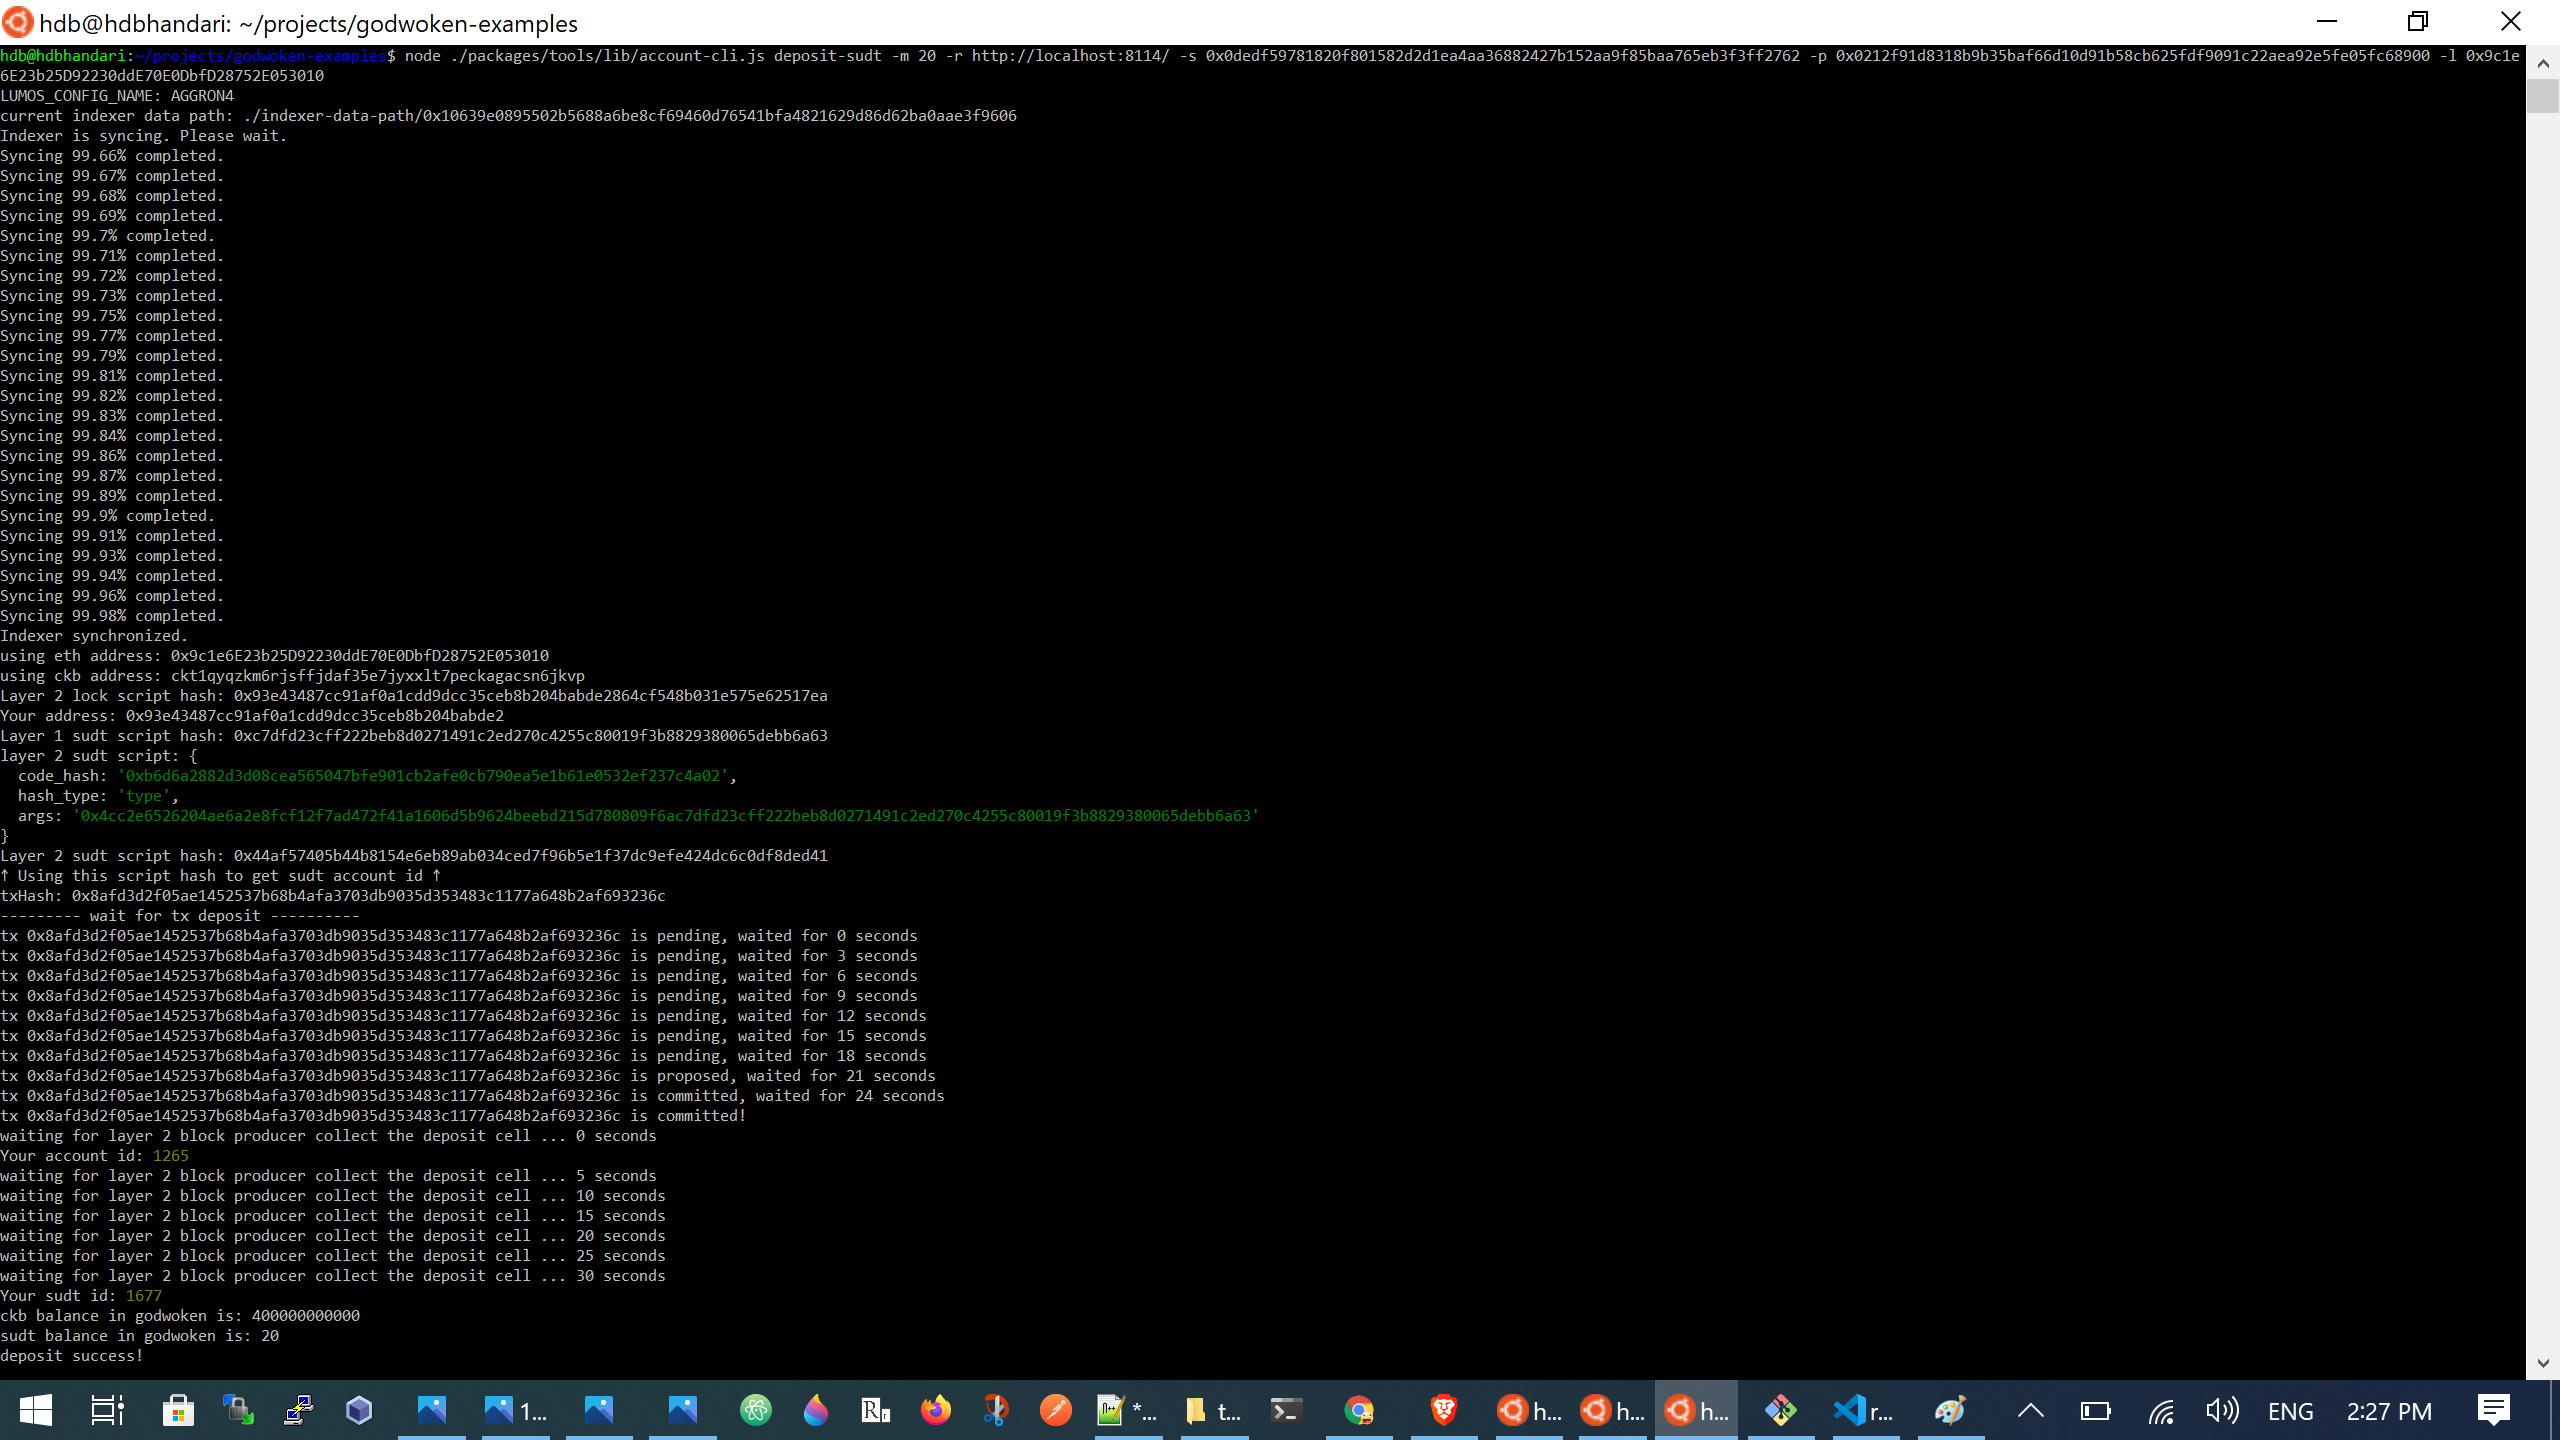 hdb@hdbhandari: ~/projects/godwoken-examples
hdb@hdbhandari:~/projects/godwoken-examples$ node ./packages/tools/lib/account-cli.js deposit-sudt -m 20 -r http://localhost:8114/ -s 0x0dedf59781820f801582d2d1ea4aa36882427b152aa9f85baa765eb3f3ff2762 -p 0x0212f91d8318b9b35baf66d10d91b58cb625fdf9091c22aea92e5fe05fc68900 -l 0x9c1e
6E23b25D92230ddE70E0DbfD28752E053010
LUMOS_CONFIG_NAME: AGGRON4
current indexer data path: ./indexer-data-path/0x10639e0895502b5688a6be8cf69460d76541bfa4821629d86d62ba0aae3f9606
Indexer is syncing. Please wait.
Syncing 99.66% completed.
Syncing 99.67% completed.
Syncing 99.68% completed.
Syncing 99.69% completed.
Syncing 99.7% completed.
Syncing 99.71% completed.
Syncing 99.72% completed.
Syncing 99.73% completed.
Syncing 99.75% completed.
Syncing 99.77% completed.
Syncing 99.79% completed.
Syncing 99.81% completed.
Syncing 99.82% completed.
Syncing 99.83% completed.
Syncing 99.84% completed.
Syncing 99.86% completed.
Syncing 99.87% completed.
Syncing 99.89% completed.
Syncing 99.9% completed.
Syncing 99.91% completed.
Syncing 99.93% completed.
Syncing 99.94% completed.
Syncing 99.96% completed.
Syncing 99.98% completed.
Indexer synchronized.
using eth address: 0x9c1e6E23b25D92230ddE70E0DbfD28752E053010
using ckb address: ckt1qyqzkm6rjsffjdaf35e7jyxxlt7peckagacsn6jkvp
Layer 2 lock script hash: 0x93e43487cc91af0a1cdd9dcc35ceb8b204babde2864cf548b031e575e62517ea
Your address: 0x93e43487cc91af0a1cdd9dcc35ceb8b204babde2
Layer 1 sudt script hash: 0xc7dfd23cff222beb8d0271491c2ed270c4255c80019f3b8829380065debb6a63
layer 2 sudt script: {
  code_hash: '0xb6d6a2882d3d08cea565047bfe901cb2afe0cb790ea5e1b61e0532ef237c4a02',
  hash_type: 'type',
  args: '0x4cc2e6526204ae6a2e8fcf12f7ad472f41a1606d5b9624beebd215d780809f6ac7dfd23cff222beb8d0271491c2ed270c4255c80019f3b8829380065debb6a63'
}
Layer 2 sudt script hash: 0x44af57405b44b8154e6eb89ab034ced7f96b5e1f37dc9efe424dc6c0df8ded41
↑ Using this script hash to get sudt account id ↑
txHash: 0x8afd3d2f05ae1452537b68b4afa3703db9035d353483c1177a648b2af693236c
--------- wait for tx deposit ----------
tx 0x8afd3d2f05ae1452537b68b4afa3703db9035d353483c1177a648b2af693236c is pending, waited for 0 seconds
tx 0x8afd3d2f05ae1452537b68b4afa3703db9035d353483c1177a648b2af693236c is pending, waited for 3 seconds
tx 0x8afd3d2f05ae1452537b68b4afa3703db9035d353483c1177a648b2af693236c is pending, waited for 6 seconds
tx 0x8afd3d2f05ae1452537b68b4afa3703db9035d353483c1177a648b2af693236c is pending, waited for 9 seconds
tx 0x8afd3d2f05ae1452537b68b4afa3703db9035d353483c1177a648b2af693236c is pending, waited for 12 seconds
tx 0x8afd3d2f05ae1452537b68b4afa3703db9035d353483c1177a648b2af693236c is pending, waited for 15 seconds
tx 0x8afd3d2f05ae1452537b68b4afa3703db9035d353483c1177a648b2af693236c is pending, waited for 18 seconds
tx 0x8afd3d2f05ae1452537b68b4afa3703db9035d353483c1177a648b2af693236c is proposed, waited for 21 seconds
tx 0x8afd3d2f05ae1452537b68b4afa3703db9035d353483c1177a648b2af693236c is committed, waited for 24 seconds
tx 0x8afd3d2f05ae1452537b68b4afa3703db9035d353483c1177a648b2af693236c is committed!
waiting for layer 2 block producer collect the deposit cell ... 0 seconds
Your account id: 1265
waiting for layer 2 block producer collect the deposit cell ... 5 seconds
waiting for layer 2 block producer collect the deposit cell ... 10 seconds
waiting for layer 2 block producer collect the deposit cell ... 15 seconds
waiting for layer 2 block producer collect the deposit cell ... 20 seconds
waiting for layer 2 block producer collect the deposit cell ... 25 seconds
waiting for layer 2 block producer collect the deposit cell ... 30 seconds
Your sudt id: 1677
ckb balance in godwoken is: 400000000000
sudt balance in godwoken is: 20
deposit success!
1... *... t... h... h... h... r... ENG 2:27 PM